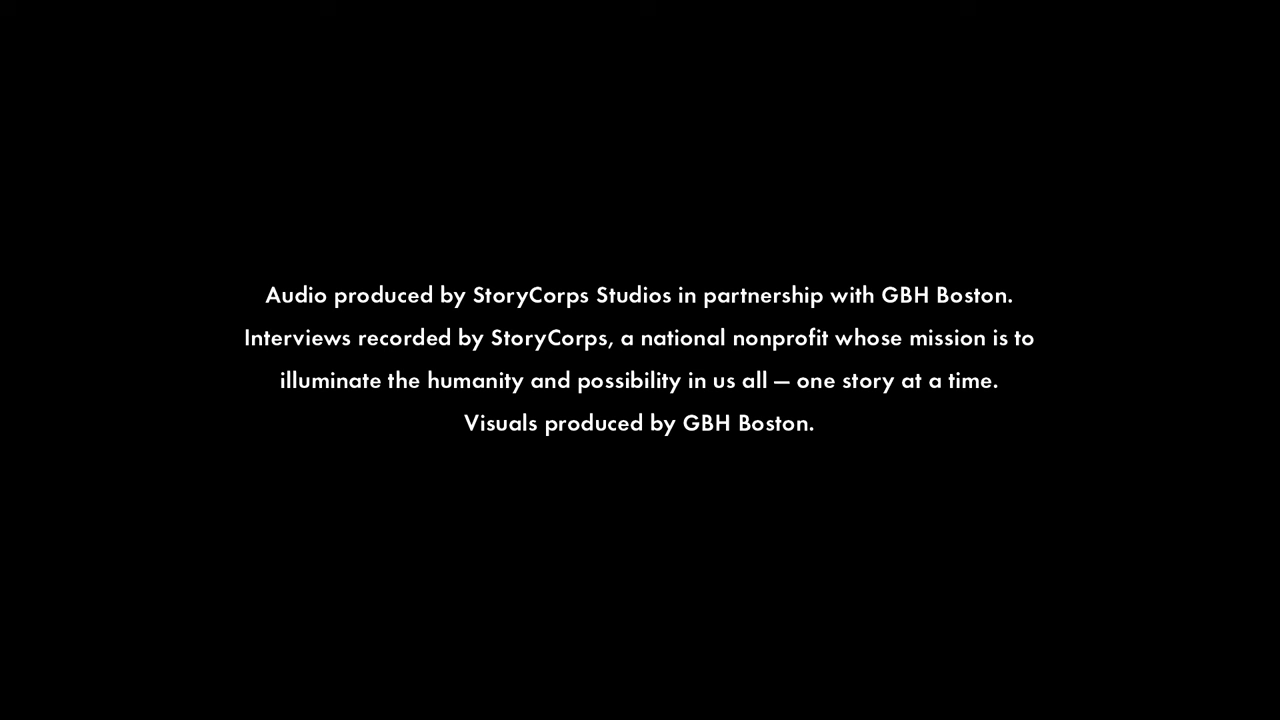 Audio produced by StoryCorps Studios in partnership with GBH Boston.
Interviews recorded by StoryCorps, a national nonprofit whose mission is to
illuminate the humanity and possibility in us all — one story at a time.
Visuals produced by GBH Boston.